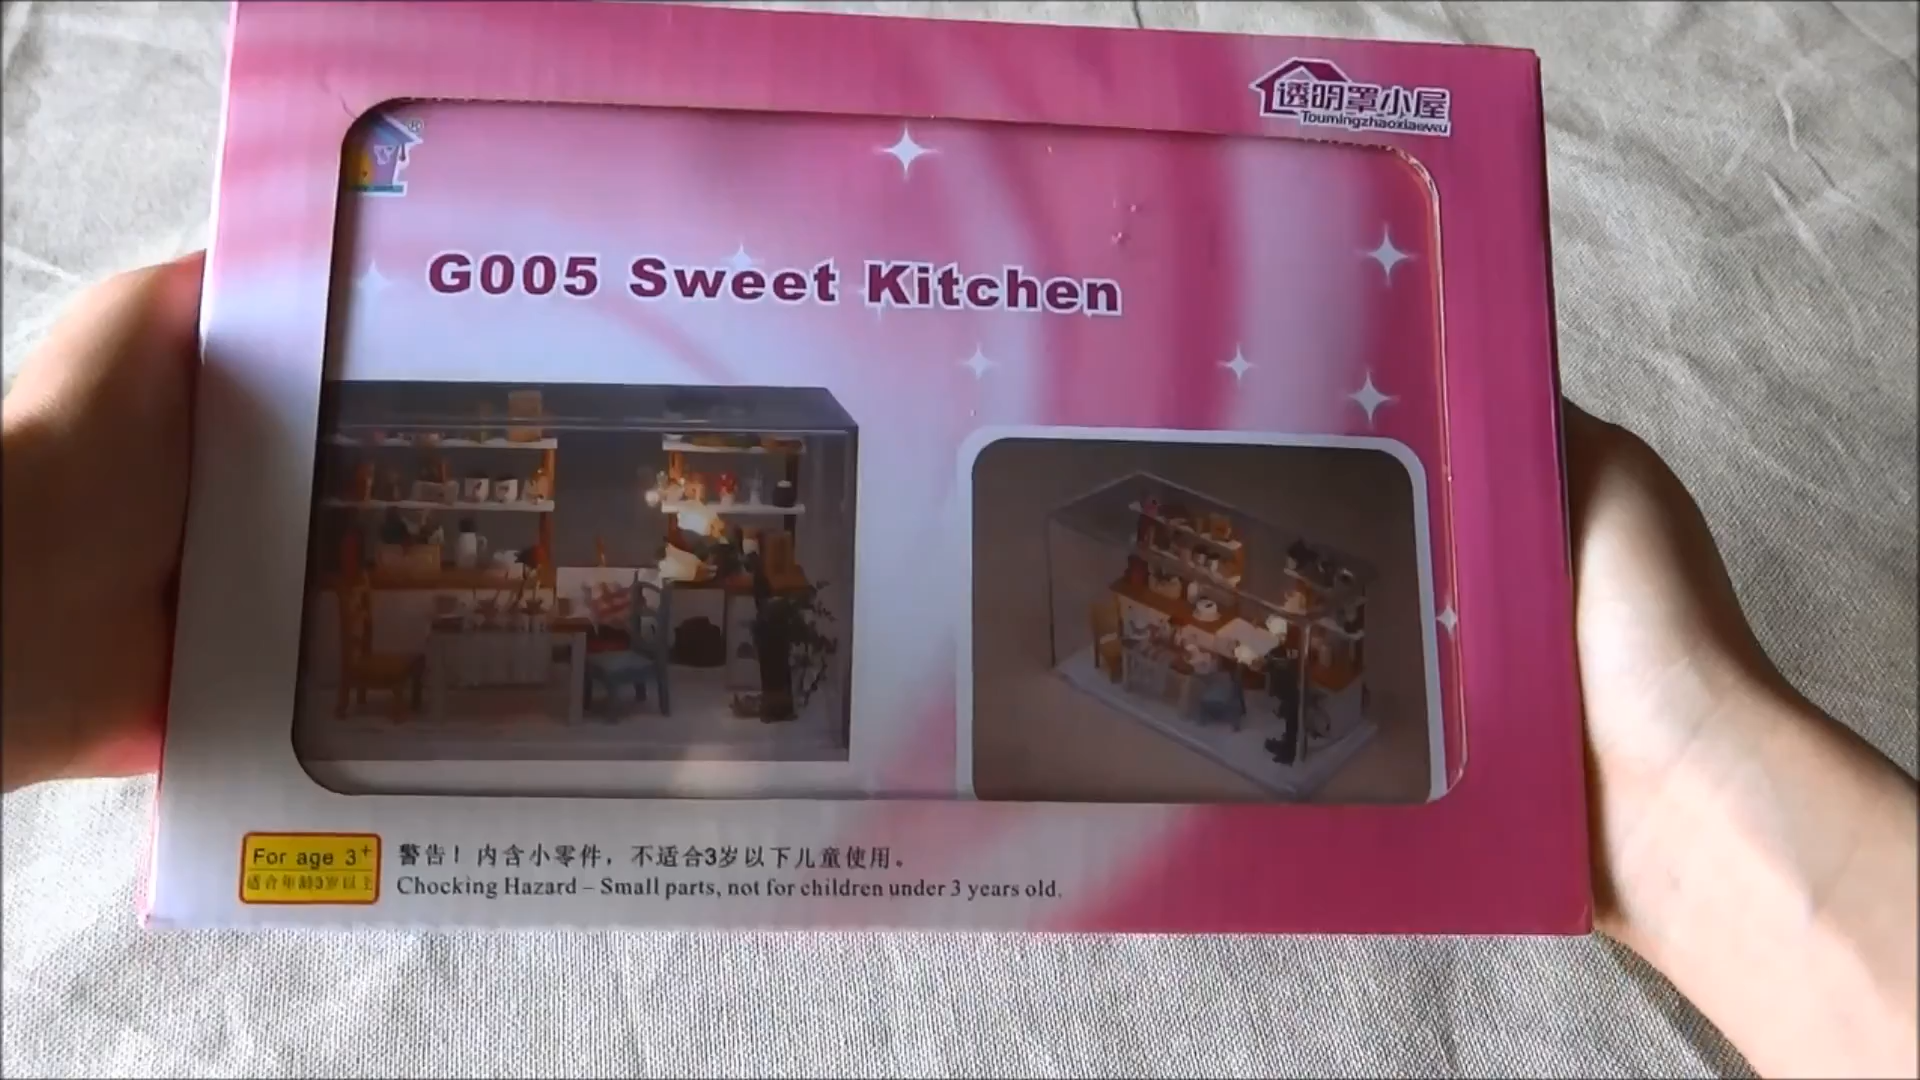 透明罩小屋
Toumingzhaoxiaowu
®
G005 Sweet Kitchen
For age 3+
适合年龄3岁以上
警告！内含小零件，不适合3岁以下儿童使用。
Chocking Hazard – Small parts, not for children under 3 years old.